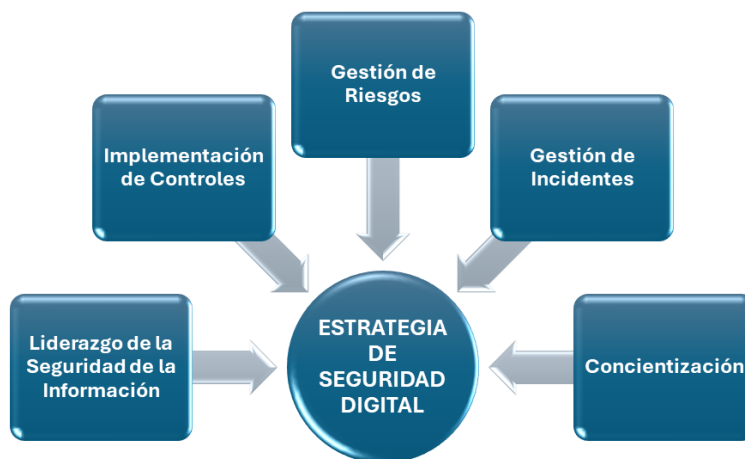 Gestión de
Riesgos
Implementación
de Controles
Gestión de
Incidentes
Liderazgo de la
Seguridad de la
Información
ESTRATEGIA
DE
SEGURIDAD
DIGITAL
Concientización